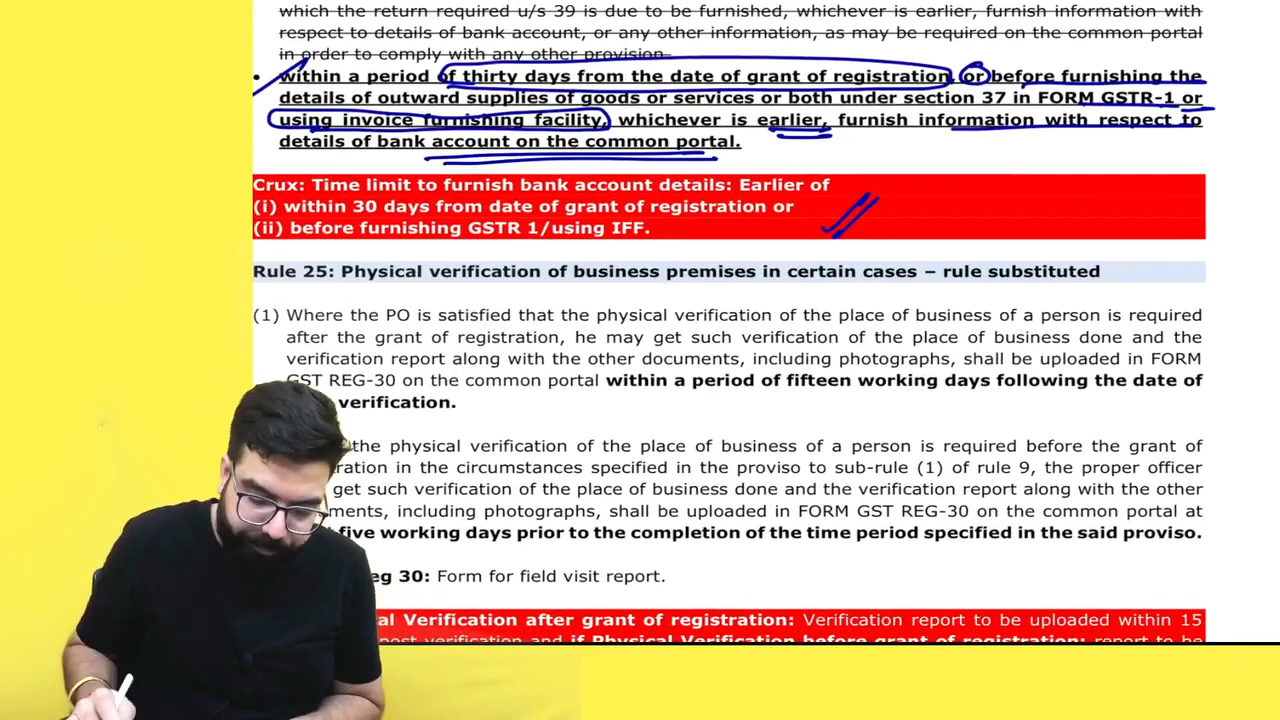 which the return required u/s 39 is due to be furnished, whichever is earlier, furnish information with
respect to details of bank account, or any other information, as may be required on the common portal
in order to comply with any other provision
• within a period of thirty days from the date of grant of registration, or before furnishing the
details of outward supplies of goods or services or both under section 37 in FORM GSTR-1 or
using invoice furnishing facility, whichever is earlier, furnish information with respect to
details of bank account on the common portal.
Crux: Time limit to furnish bank account details: Earlier of
(i) within 30 days from date of grant of registration or
(ii) before furnishing GSTR 1/using IFF.
Rule 25: Physical verification of business premises in certain cases – rule substituted
(1) Where the PO is satisfied that the physical verification of the place of business of a person is required
after the grant of registration, he may get such verification of the place of business done and the
verification report along with the other documents, including photographs, shall be uploaded in FORM
GST REG-30 on the common portal within a period of fifteen working days following the date of
verification.
the physical verification of the place of business of a person is required before the grant of
ration in the circumstances specified in the proviso to sub-rule (1) of rule 9, the proper officer
get such verification of the place of business done and the verification report along with the other
ments, including photographs, shall be uploaded in FORM GST REG-30 on the common portal at
five working days prior to the completion of the time period specified in the said proviso.
eg 30: Form for field visit report.
al Verification after grant of registration: Verification report to be uploaded within 15
post verification and if Physical Verification before grant of registration: report to be